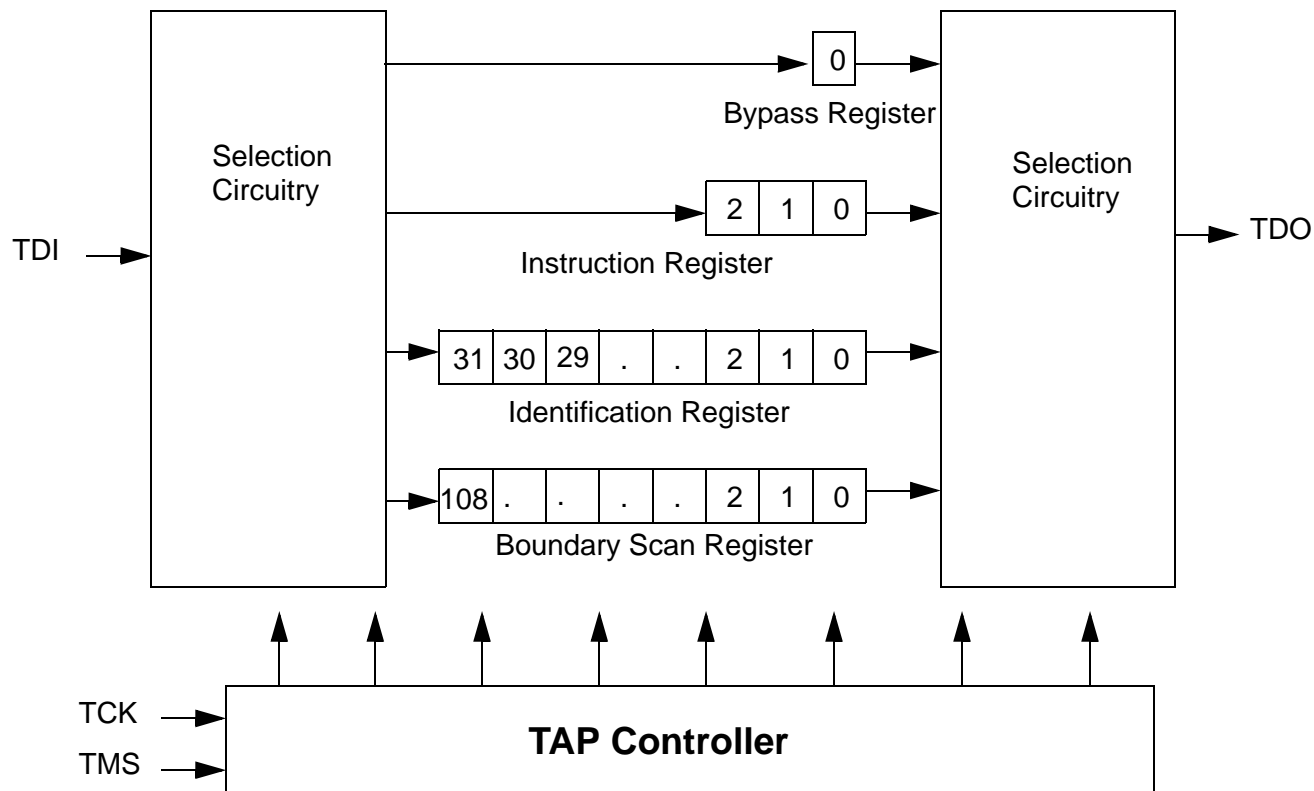 0
Bypass Register
Selection
Circuitry
Selection
Circuitry
2 1 0
TDI
TDO
Instruction Register
31 30 29 . . 2 1 0
Identification Register
108 . . . . 2 1 0
Boundary Scan Register
TCK
TMS
TAP Controller